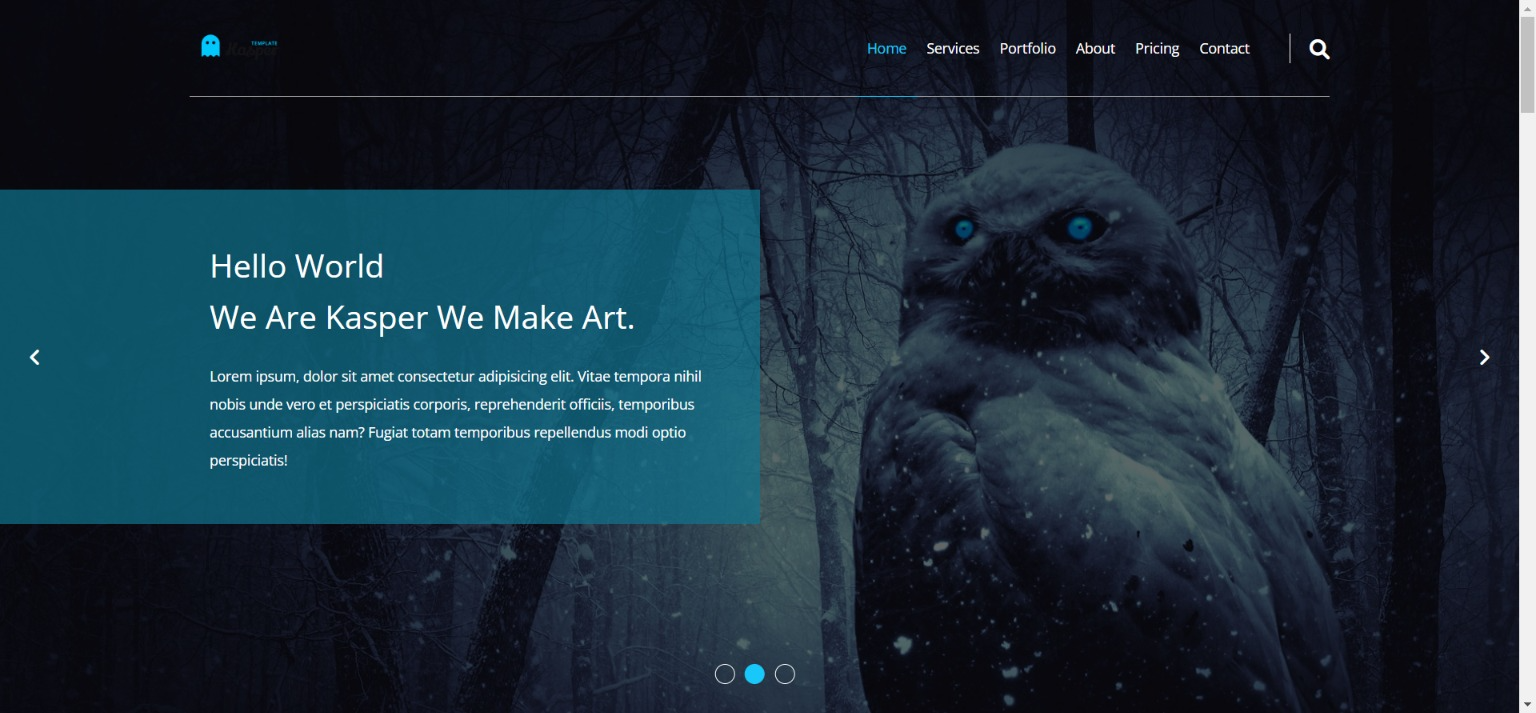 Kasper
TEMPLATE
Home Services Portfolio About Pricing Contact
Hello World
We Are Kasper We Make Art.
Lorem ipsum, dolor sit amet consectetur adipisicing elit. Vitae tempora nihil
nobis unde vero et perspiciatis corporis, reprehenderit officiis, temporibus
accusantium alias nam? Fugiat totam temporibus repellendus modi optio
perspiciatis!